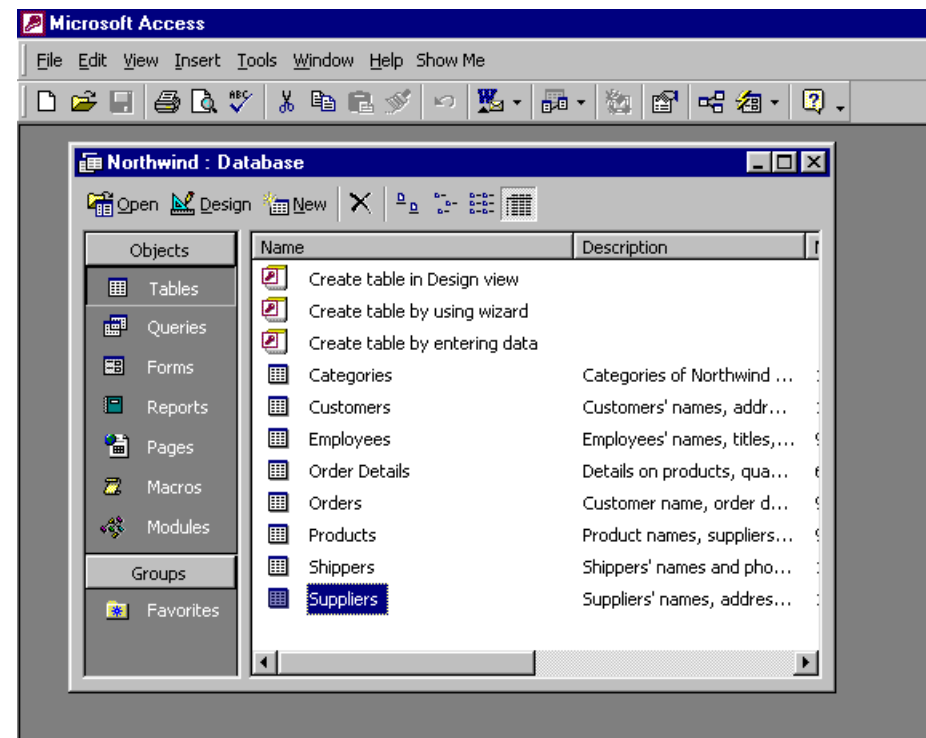 Microsoft Access
File Edit View Insert Tools Window Help Show Me
Northwind : Database
Open Design New
Objects
Tables
Queries
Forms
Reports
Pages
Macros
Modules
Groups
Favorites
Name Description
Create table in Design view
Create table by using wizard
Create table by entering data
Categories Categories of Northwind ...
Customers Customers' names, addr...
Employees Employees' names, titles,...
Order Details Details on products, qua...
Orders Customer name, order d...
Products Product names, suppliers...
Shippers Shippers' names and pho...
Suppliers Suppliers' names, addres...